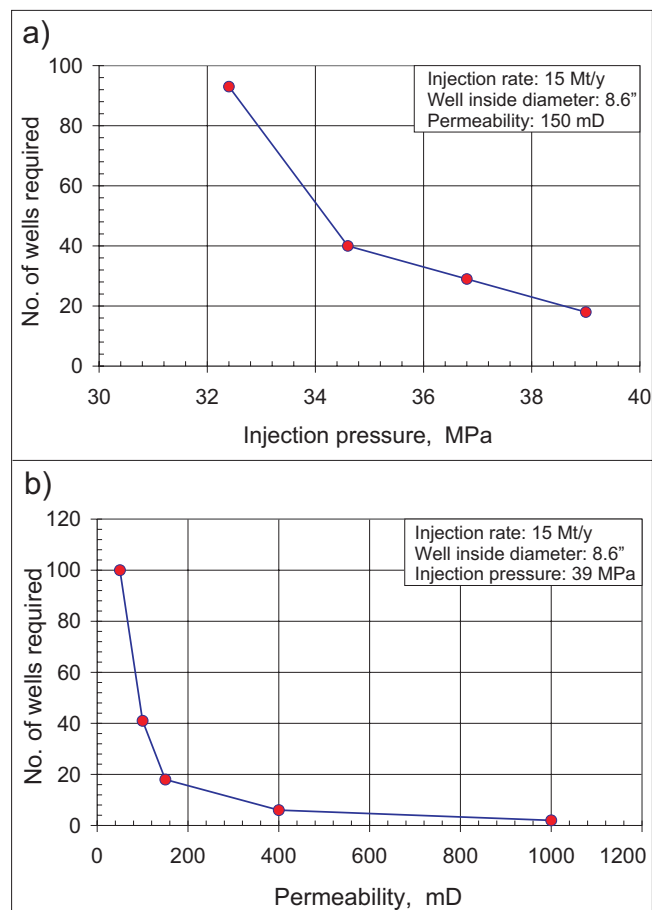 a)
100
80
60
40
20
0
No. of wells required
Injection rate: 15 Mt/y
Well inside diameter: 8.6”
Permeability: 150 mD
30 32 34 36 38 40
Injection pressure, MPa
b)
120
100
80
60
40
20
0
No. of wells required
Injection rate: 15 Mt/y
Well inside diameter: 8.6”
Injection pressure: 39 MPa
0 200 400 600 800 1000 1200
Permeability, mD